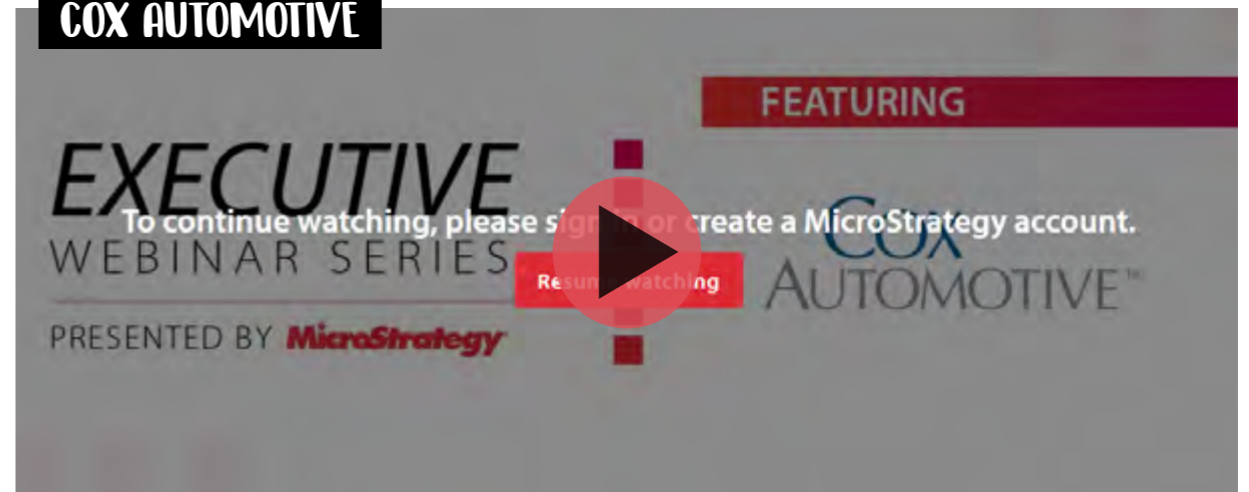 COX AUTOMOTIVE
FEATURING
EXECUTIVE
WEBINAR SERIES
PRESENTED BY MicroStrategy
To continue watching, please sign in or create a MicroStrategy account.
Resume watching
COX
AUTOMOTIVE™